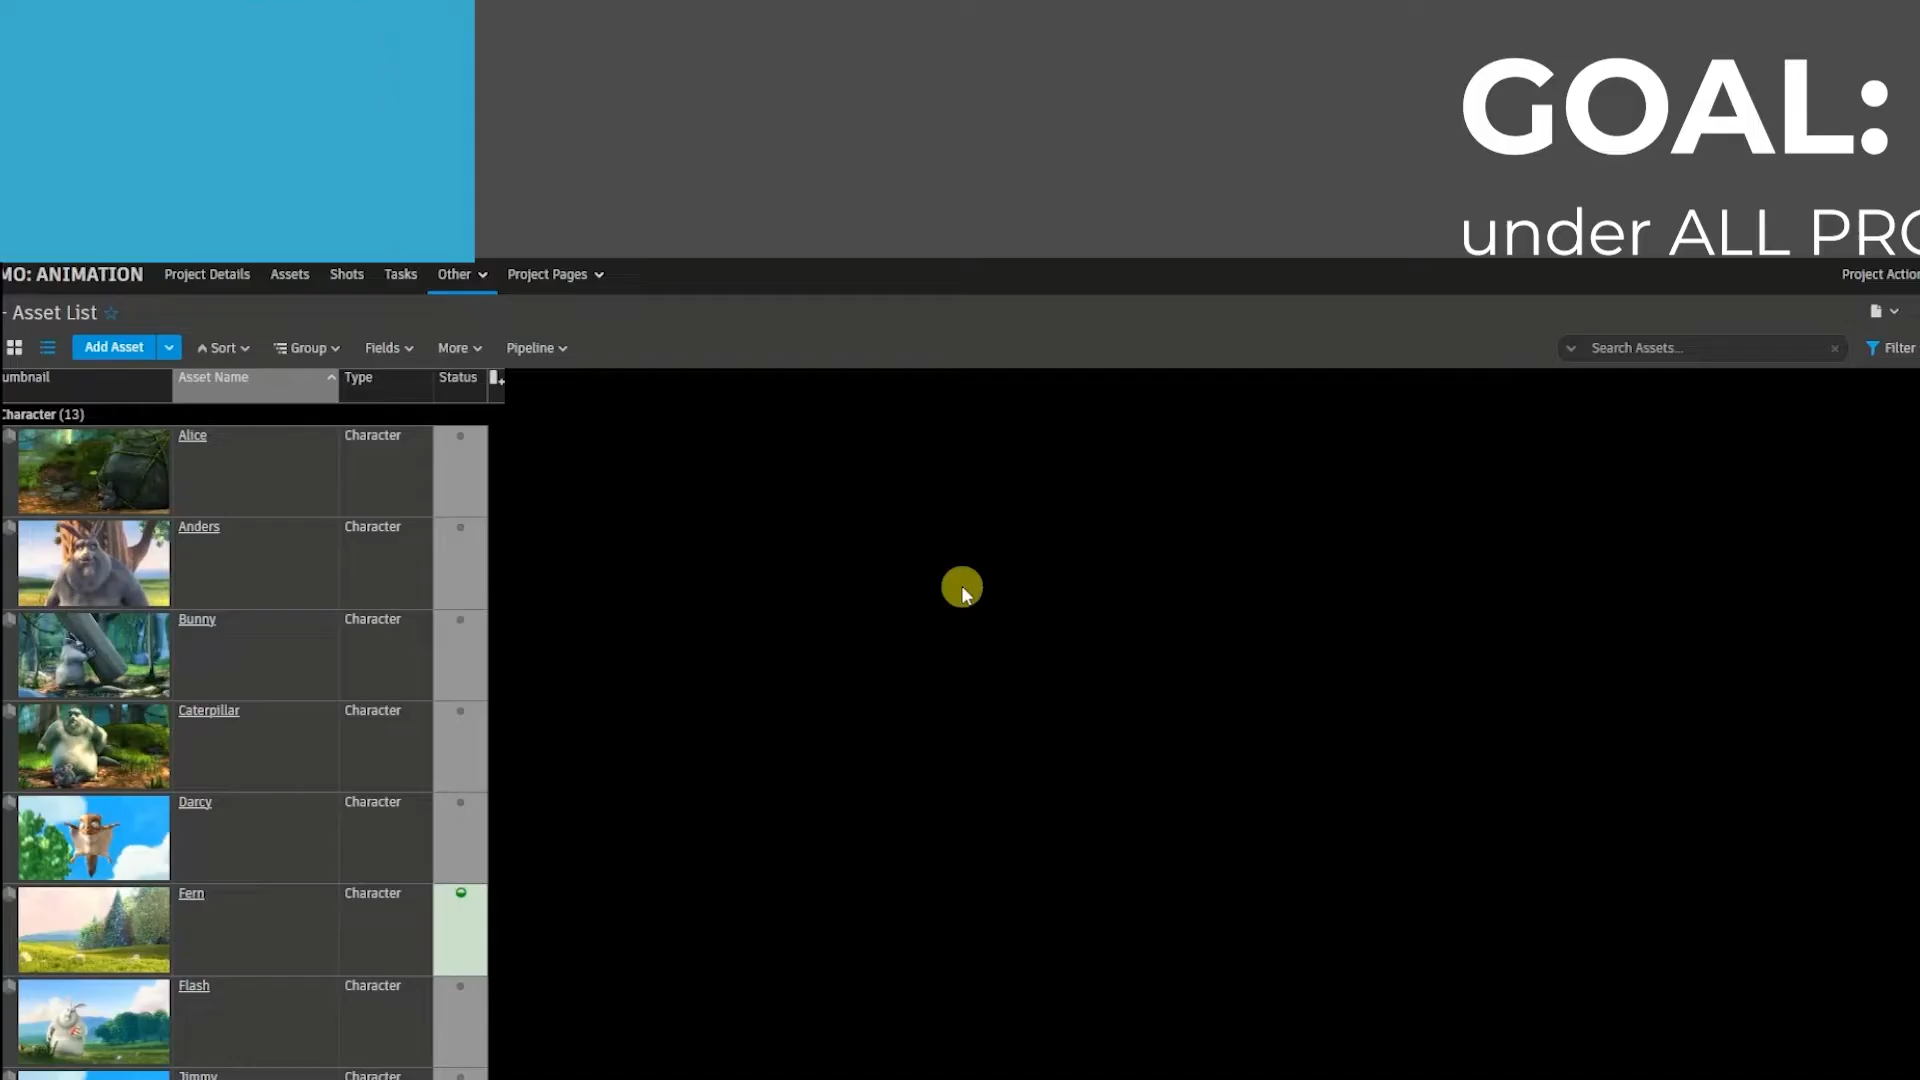 GOAL:
under ALL PRO
MO: ANIMATION Project Details Assets Shots Tasks Other Project Pages Project Action
- Asset List
Add Asset Sort Group Fields More Pipeline Search Assets... Filter
umbnail Asset Name Type Status
Character (13)
Alice Character
Anders Character
Bunny Character
Caterpillar Character
Darcy Character
Fern Character
Flash Character
Jimmy Character